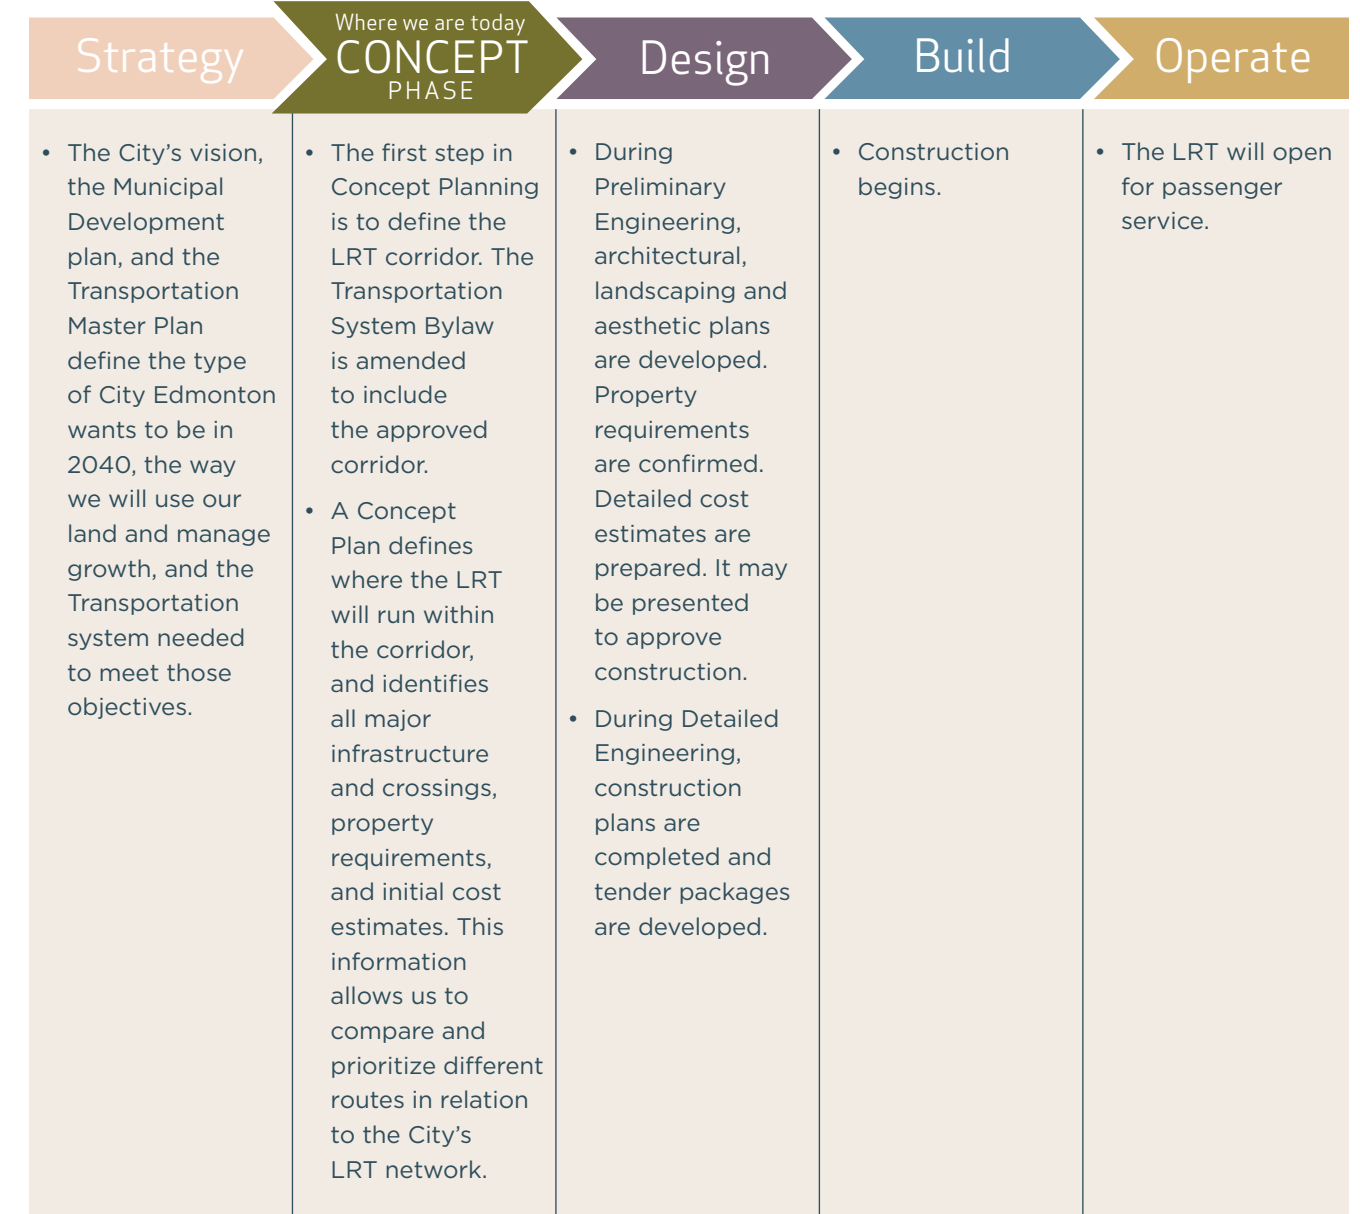 Strategy
Where we are today
CONCEPT
PHASE
Design
Build
Operate
• The City’s vision,
the Municipal
Development
plan, and the
Transportation
Master Plan
define the type
of City Edmonton
wants to be in
2040, the way
we will use our
land and manage
growth, and the
Transportation
system needed
to meet those
objectives.
• The first step in
Concept Planning
is to define the
LRT corridor. The
Transportation
System Bylaw
is amended
to include
the approved
corridor.
• A Concept
Plan defines
where the LRT
will run within
the corridor,
and identifies
all major
infrastructure
and crossings,
property
requirements,
and initial cost
estimates. This
information
allows us to
compare and
prioritize different
routes in relation
to the City’s
LRT network.
• During
Preliminary
Engineering,
architectural,
landscaping and
aesthetic plans
are developed.
Property
requirements
are confirmed.
Detailed cost
estimates are
prepared. It may
be presented
to approve
construction.
• During Detailed
Engineering,
construction
plans are
completed and
tender packages
are developed.
• Construction
begins.
• The LRT will open
for passenger
service.